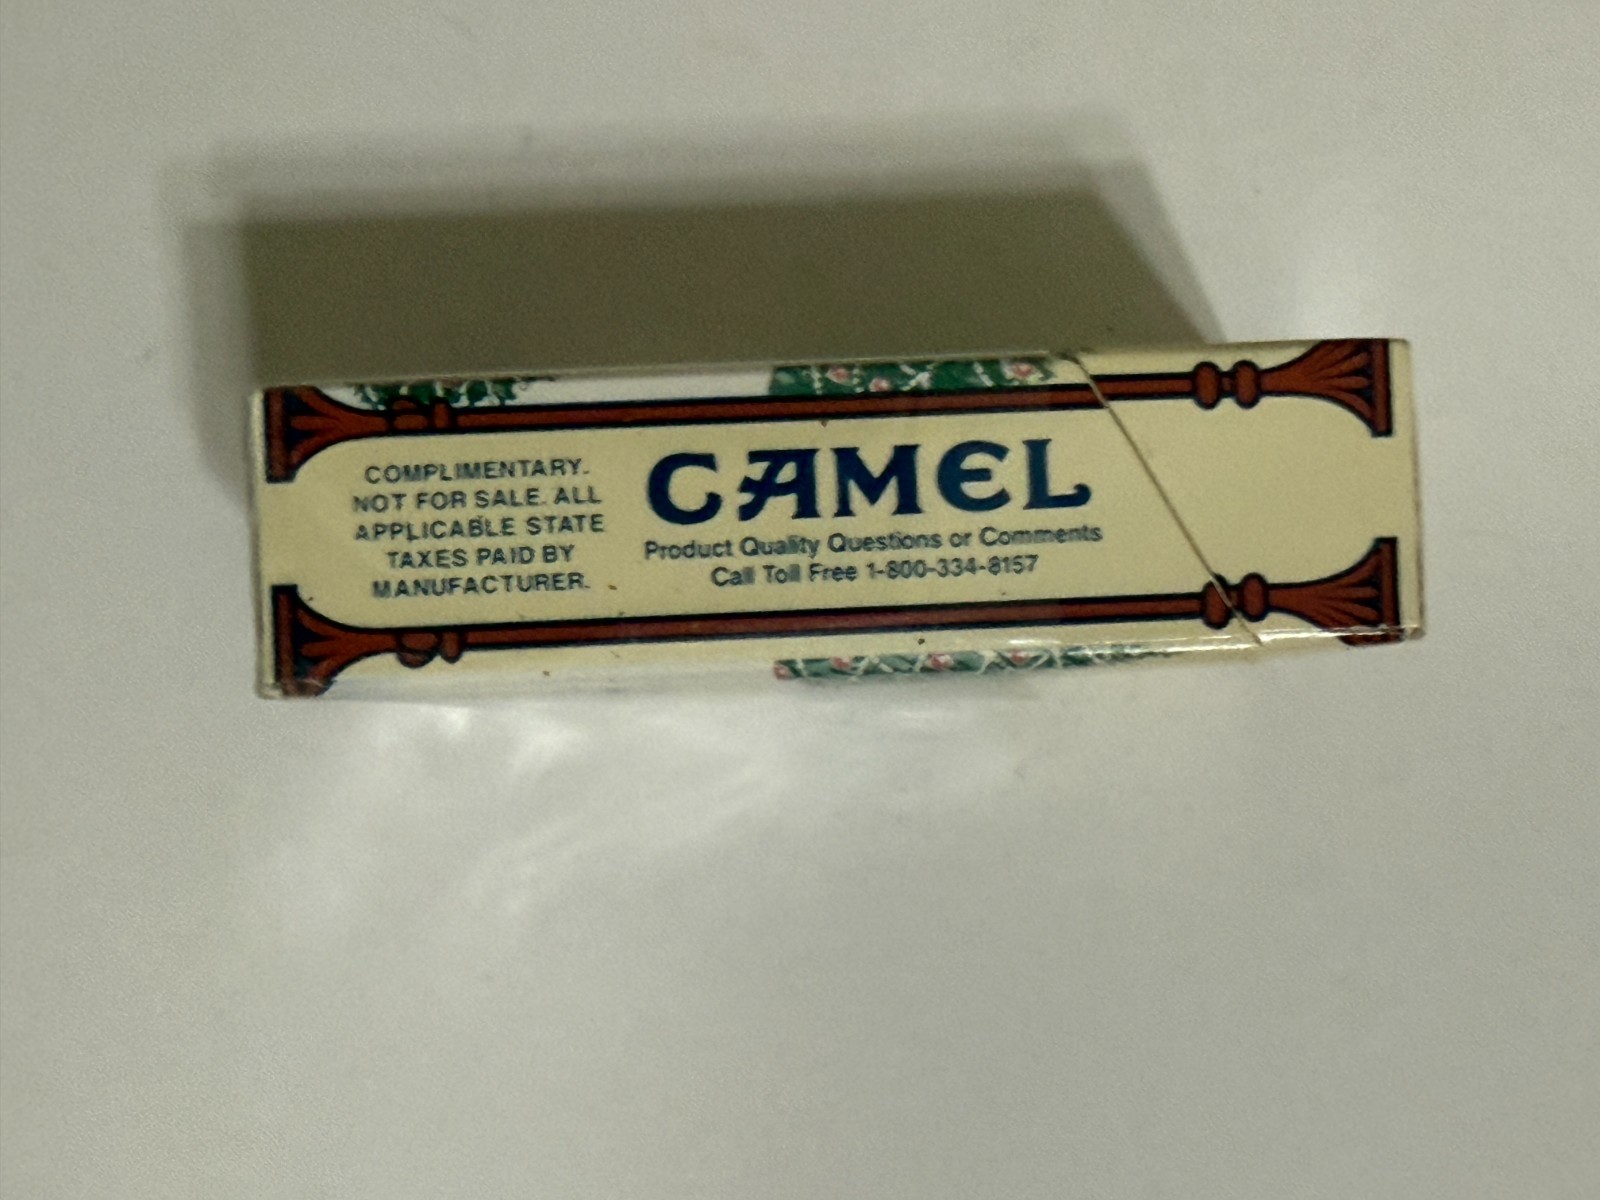 COMPLIMENTARY.
NOT FOR SALE. ALL
APPLICABLE STATE
TAXES PAID BY
MANUFACTURER.
CAMEL
Product Quality Questions or Comments
Call Toll Free 1-800-334-8157